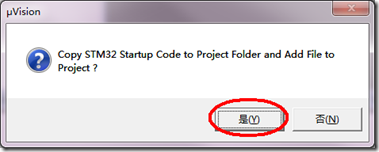 μVision
Copy STM32 Startup Code to Project Folder and Add File to
Project ?
是(Y)
否(N)